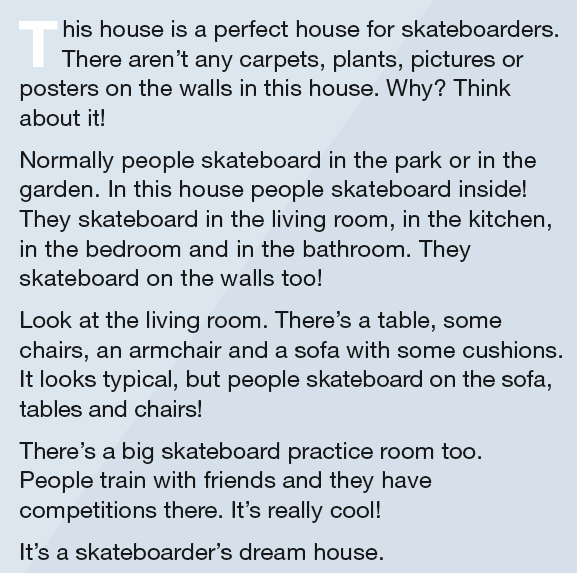 This house is a perfect house for skateboarders.
There aren't any carpets, plants, pictures or
posters on the walls in this house. Why? Think
about it!
Normally people skateboard in the park or in the
garden. In this house people skateboard inside!
They skateboard in the living room, in the kitchen,
in the bedroom and in the bathroom. They
skateboard on the walls too!
Look at the living room. There's a table, some
chairs, an armchair and a sofa with some cushions.
It looks typical, but people skateboard on the sofa,
tables and chairs!
There's a big skateboard practice room too.
People train with friends and they have
competitions there. It's really cool!
It's a skateboarder's dream house.